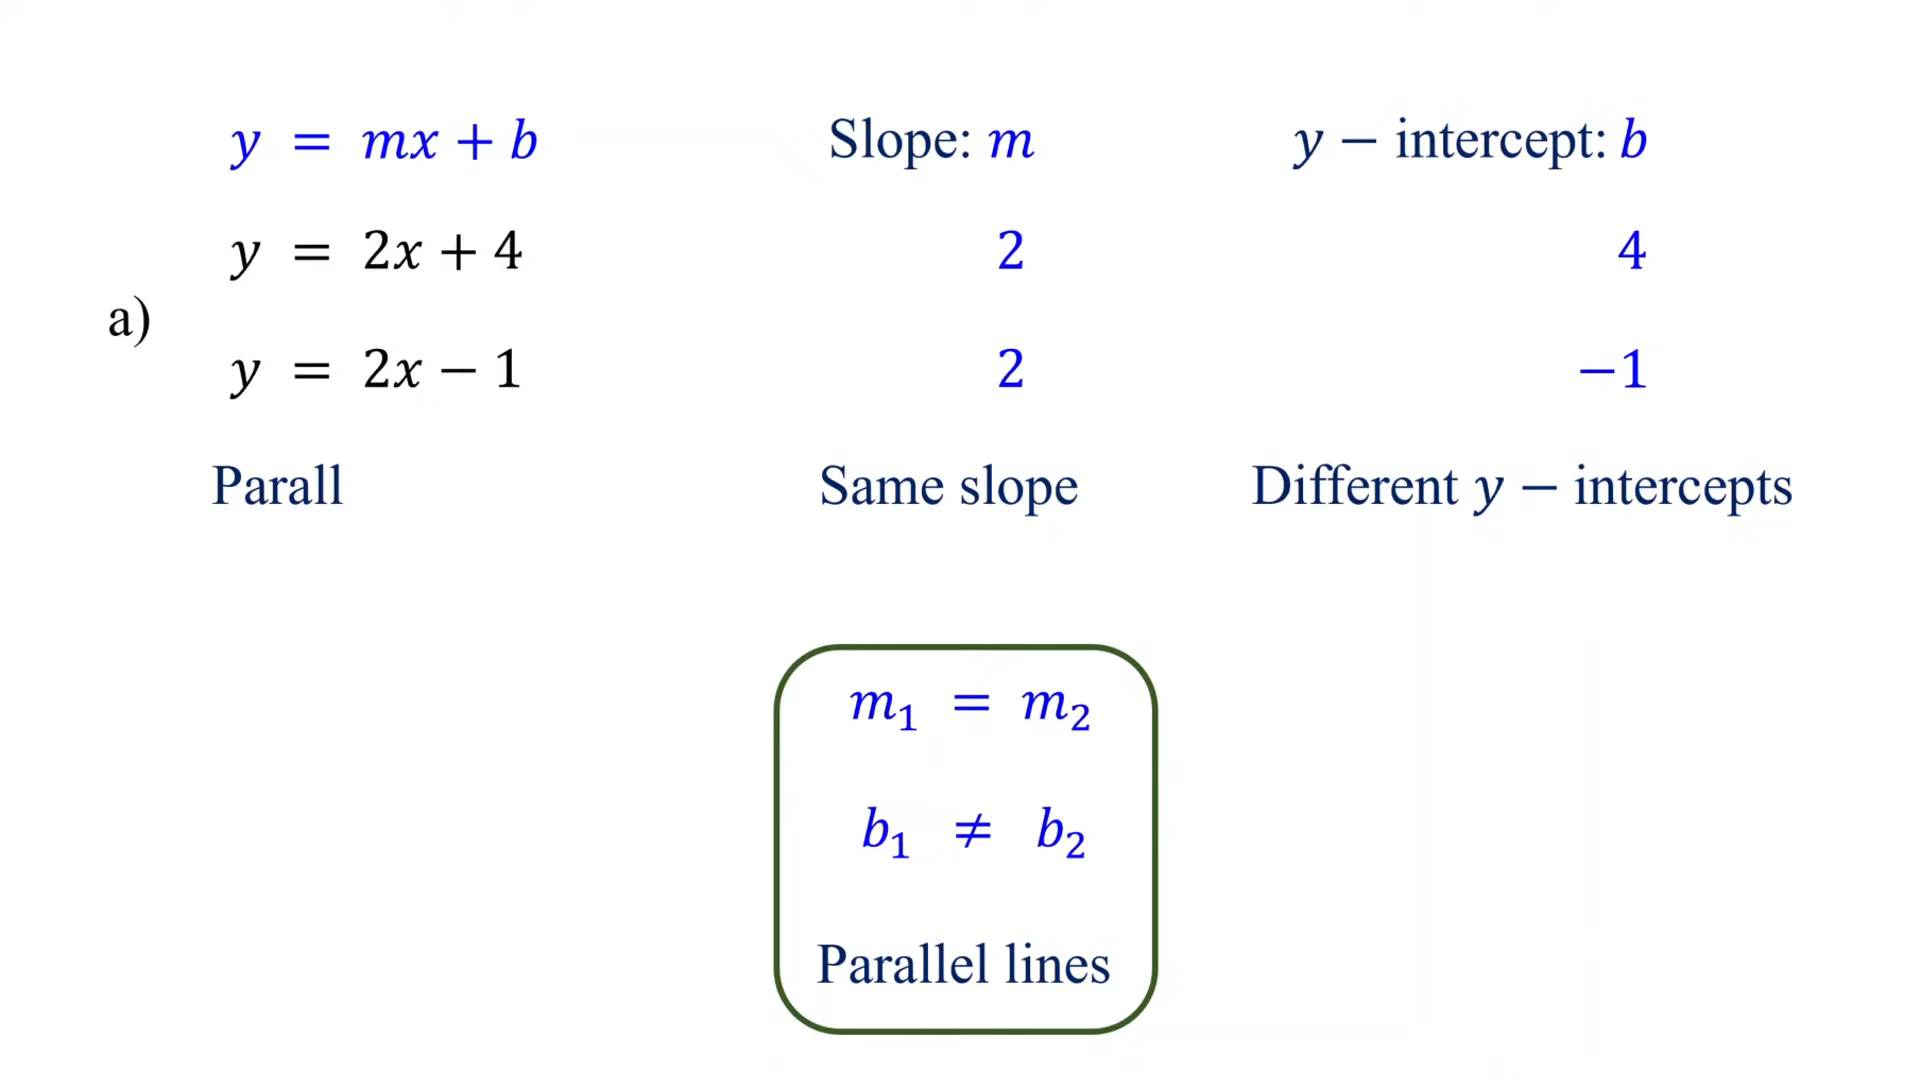 y = mx + b Slope: m y − intercept: b
y = 2x + 4 2 4
a)
y = 2x − 1 2 −1
Parall Same slope Different y − intercepts
m₁ = m₂
b₁ ≠ b₂
Parallel lines